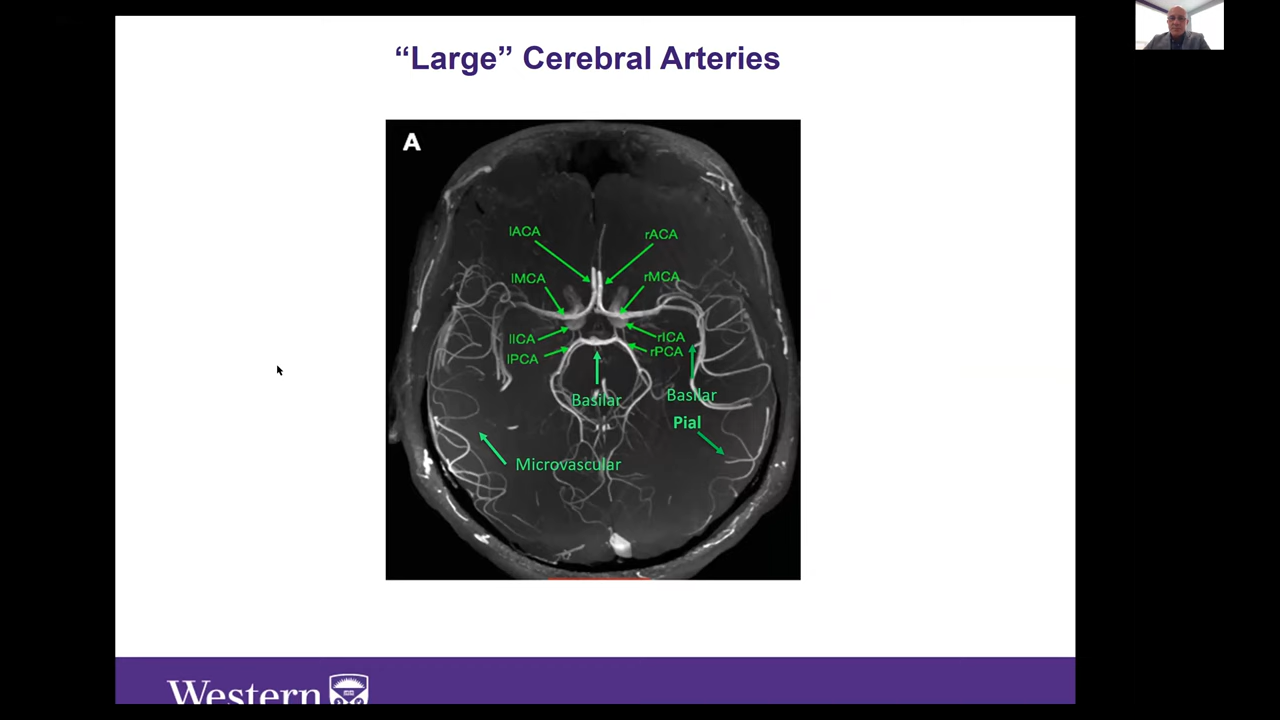 “Large” Cerebral Arteries
A
lACA
rACA
lMCA
rMCA
lICA
rICA
lPCA
rPCA
Basilar
Basilar
Pial
Microvascular
Western